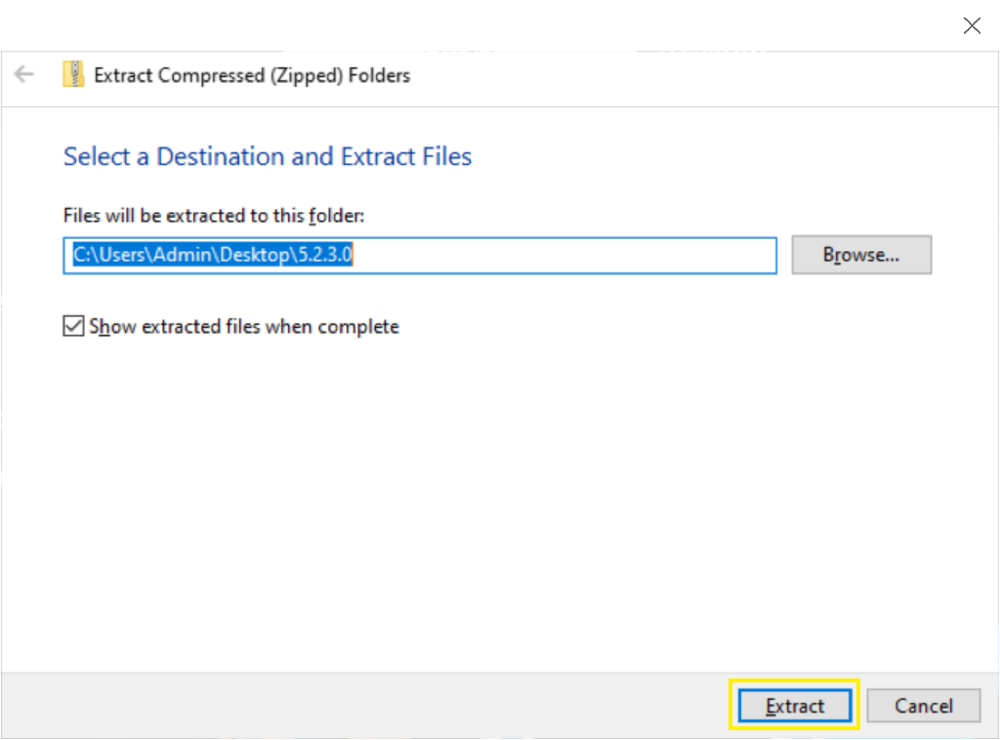 Extract Compressed (Zipped) Folders
Select a Destination and Extract Files
Files will be extracted to this folder:
C:\Users\Admin\Desktop\5.2.3.0
Browse...
Show extracted files when complete
Extract
Cancel